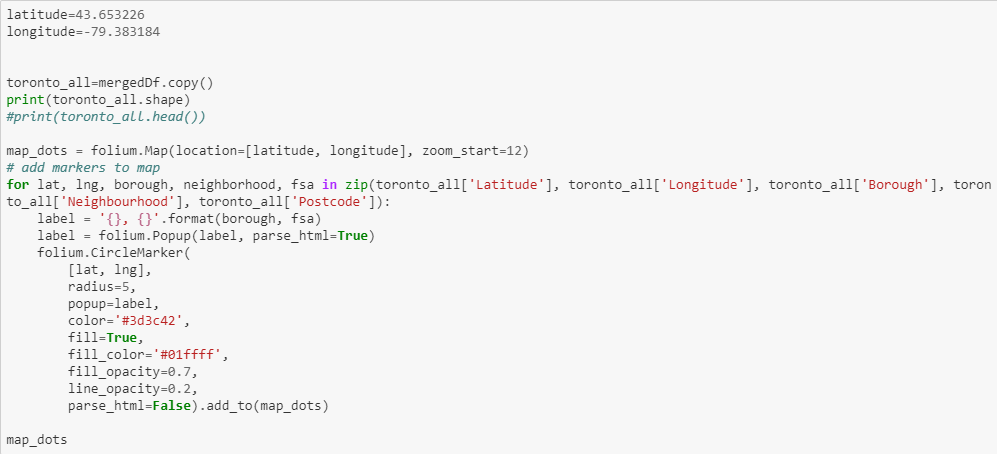 latitude=43.653226
longitude=-79.383184
toronto_all=mergedDf.copy()
print(toronto_all.shape)
#print(toronto_all.head())
map_dots = folium.Map(location=[latitude, longitude], zoom_start=12)
# add markers to map
for lat, lng, borough, neighborhood, fsa in zip(toronto_all['Latitude'], toronto_all['Longitude'], toronto_all['Borough'], toron
to_all['Neighbourhood'], toronto_all['Postcode']):
    label = '{}, {}'.format(borough, fsa)
    label = folium.Popup(label, parse_html=True)
    folium.CircleMarker(
        [lat, lng],
        radius=5,
        popup=label,
        color='#3d3c42',
        fill=True,
        fill_color='#01ffff',
        fill_opacity=0.7,
        line_opacity=0.2,
        parse_html=False).add_to(map_dots)
map_dots